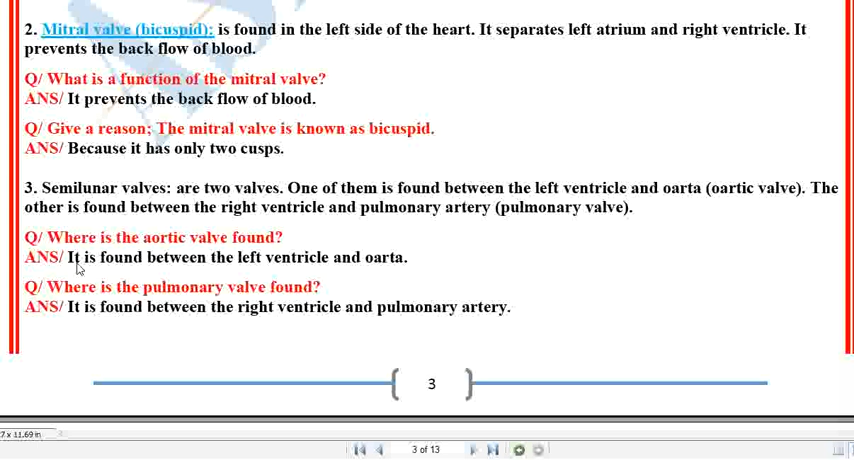 2. Mitral valve (bicuspid): is found in the left side of the heart. It separates left atrium and right ventricle. It
prevents the back flow of blood.
Q/ What is a function of the mitral valve?
ANS/ It prevents the back flow of blood.
Q/ Give a reason; The mitral valve is known as bicuspid.
ANS/ Because it has only two cusps.
3. Semilunar valves: are two valves. One of them is found between the left ventricle and oarta (oartic valve). The
other is found between the right ventricle and pulmonary artery (pulmonary valve).
Q/ Where is the aortic valve found?
ANS/ It is found between the left ventricle and oarta.
Q/ Where is the pulmonary valve found?
ANS/ It is found between the right ventricle and pulmonary artery.
3
7 x 11.69 in
3 of 13